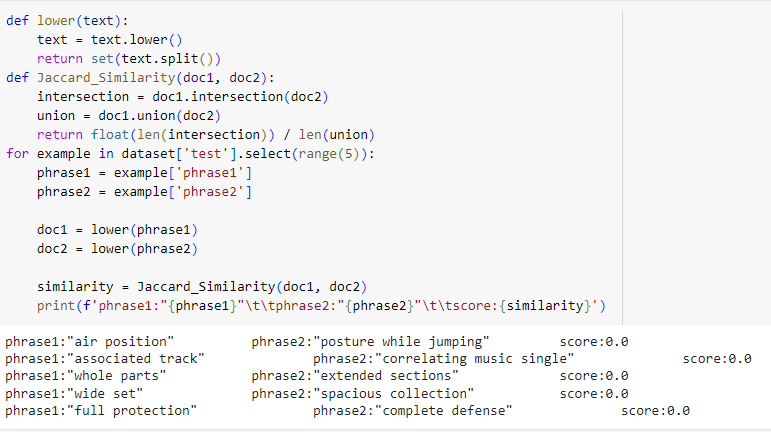 def lower(text):
    text = text.lower()
    return set(text.split())
def Jaccard_Similarity(doc1, doc2):
    intersection = doc1.intersection(doc2)
    union = doc1.union(doc2)
    return float(len(intersection)) / len(union)
for example in dataset['test'].select(range(5)):
    phrase1 = example['phrase1']
    phrase2 = example['phrase2']

    doc1 = lower(phrase1)
    doc2 = lower(phrase2)

    similarity = Jaccard_Similarity(doc1, doc2)
    print(f'phrase1:"{phrase1}"\t\tphrase2:"{phrase2}"\t\tscore:{similarity}')
phrase1:"air position"		phrase2:"posture while jumping"		score:0.0
phrase1:"associated track"		phrase2:"correlating music single"		score:0.0
phrase1:"whole parts"		phrase2:"extended sections"		score:0.0
phrase1:"wide set"		phrase2:"spacious collection"		score:0.0
phrase1:"full protection"		phrase2:"complete defense"		score:0.0